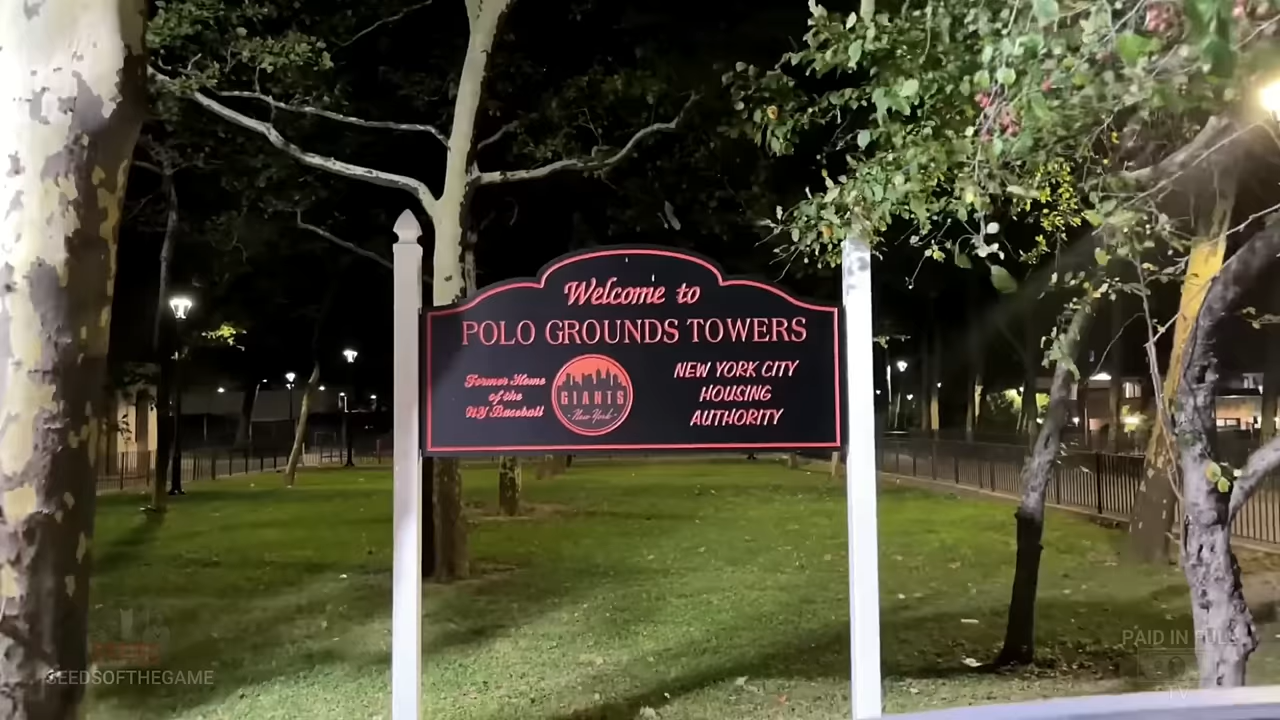 Welcome to
POLO GROUNDS TOWERS
Former Home
of the
NY Baseball
GIANTS
New York
NEW YORK CITY
HOUSING
AUTHORITY
SEEDSOFTHEGAME
PAID IN FULL
TV